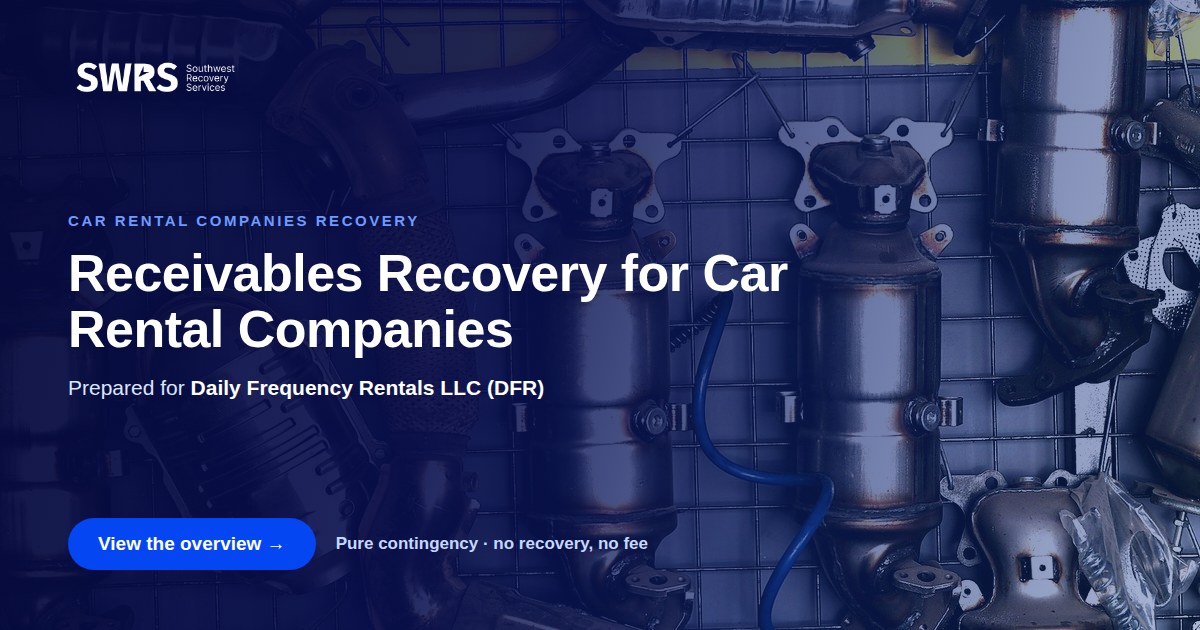 SWRS
Southwest
Recovery
Services
CAR RENTAL COMPANIES RECOVERY
Receivables Recovery for Car
Rental Companies
Prepared for Daily Frequency Rentals LLC (DFR)
View the overview →
Pure contingency · no recovery, no fee